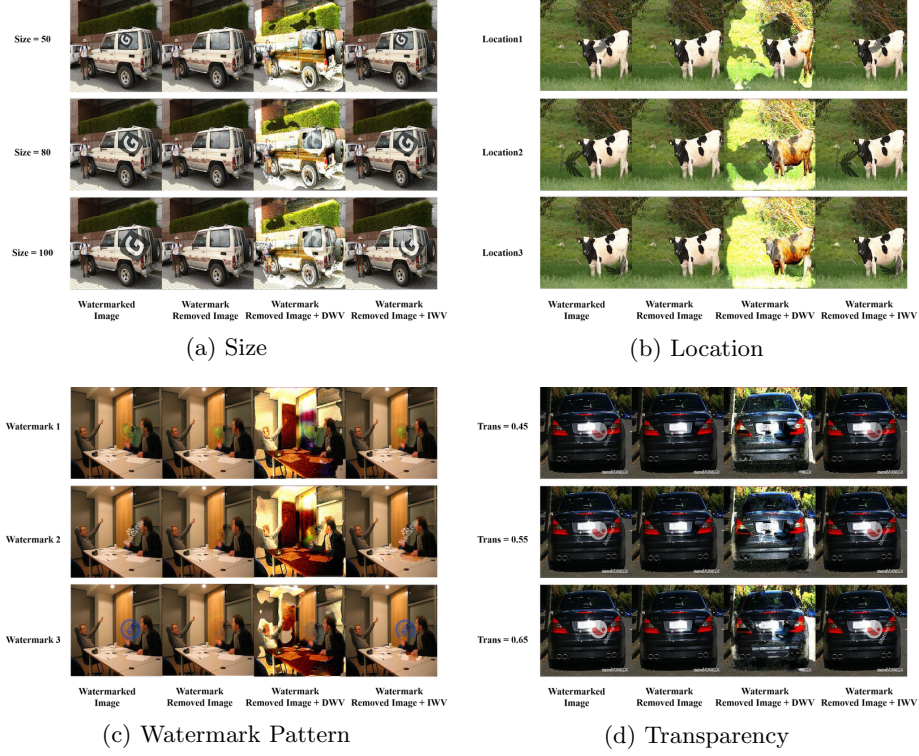 Size = 50
Size = 80
Size = 100
Watermarked Image
Watermark Removed Image
Watermark Removed Image + DWV
Watermark Removed Image + IWV
(a) Size
Location1
Location2
Location3
Watermarked Image
Watermark Removed Image
Watermark Removed Image + DWV
Watermark Removed Image + IWV
(b) Location
Watermark 1
Watermark 2
Watermark 3
Watermarked Image
Watermark Removed Image
Watermark Removed Image + DWV
Watermark Removed Image + IWV
(c) Watermark Pattern
Trans = 0.45
Trans = 0.55
Trans = 0.65
Watermarked Image
Watermark Removed Image
Watermark Removed Image + DWV
Watermark Removed Image + IWV
(d) Transparency